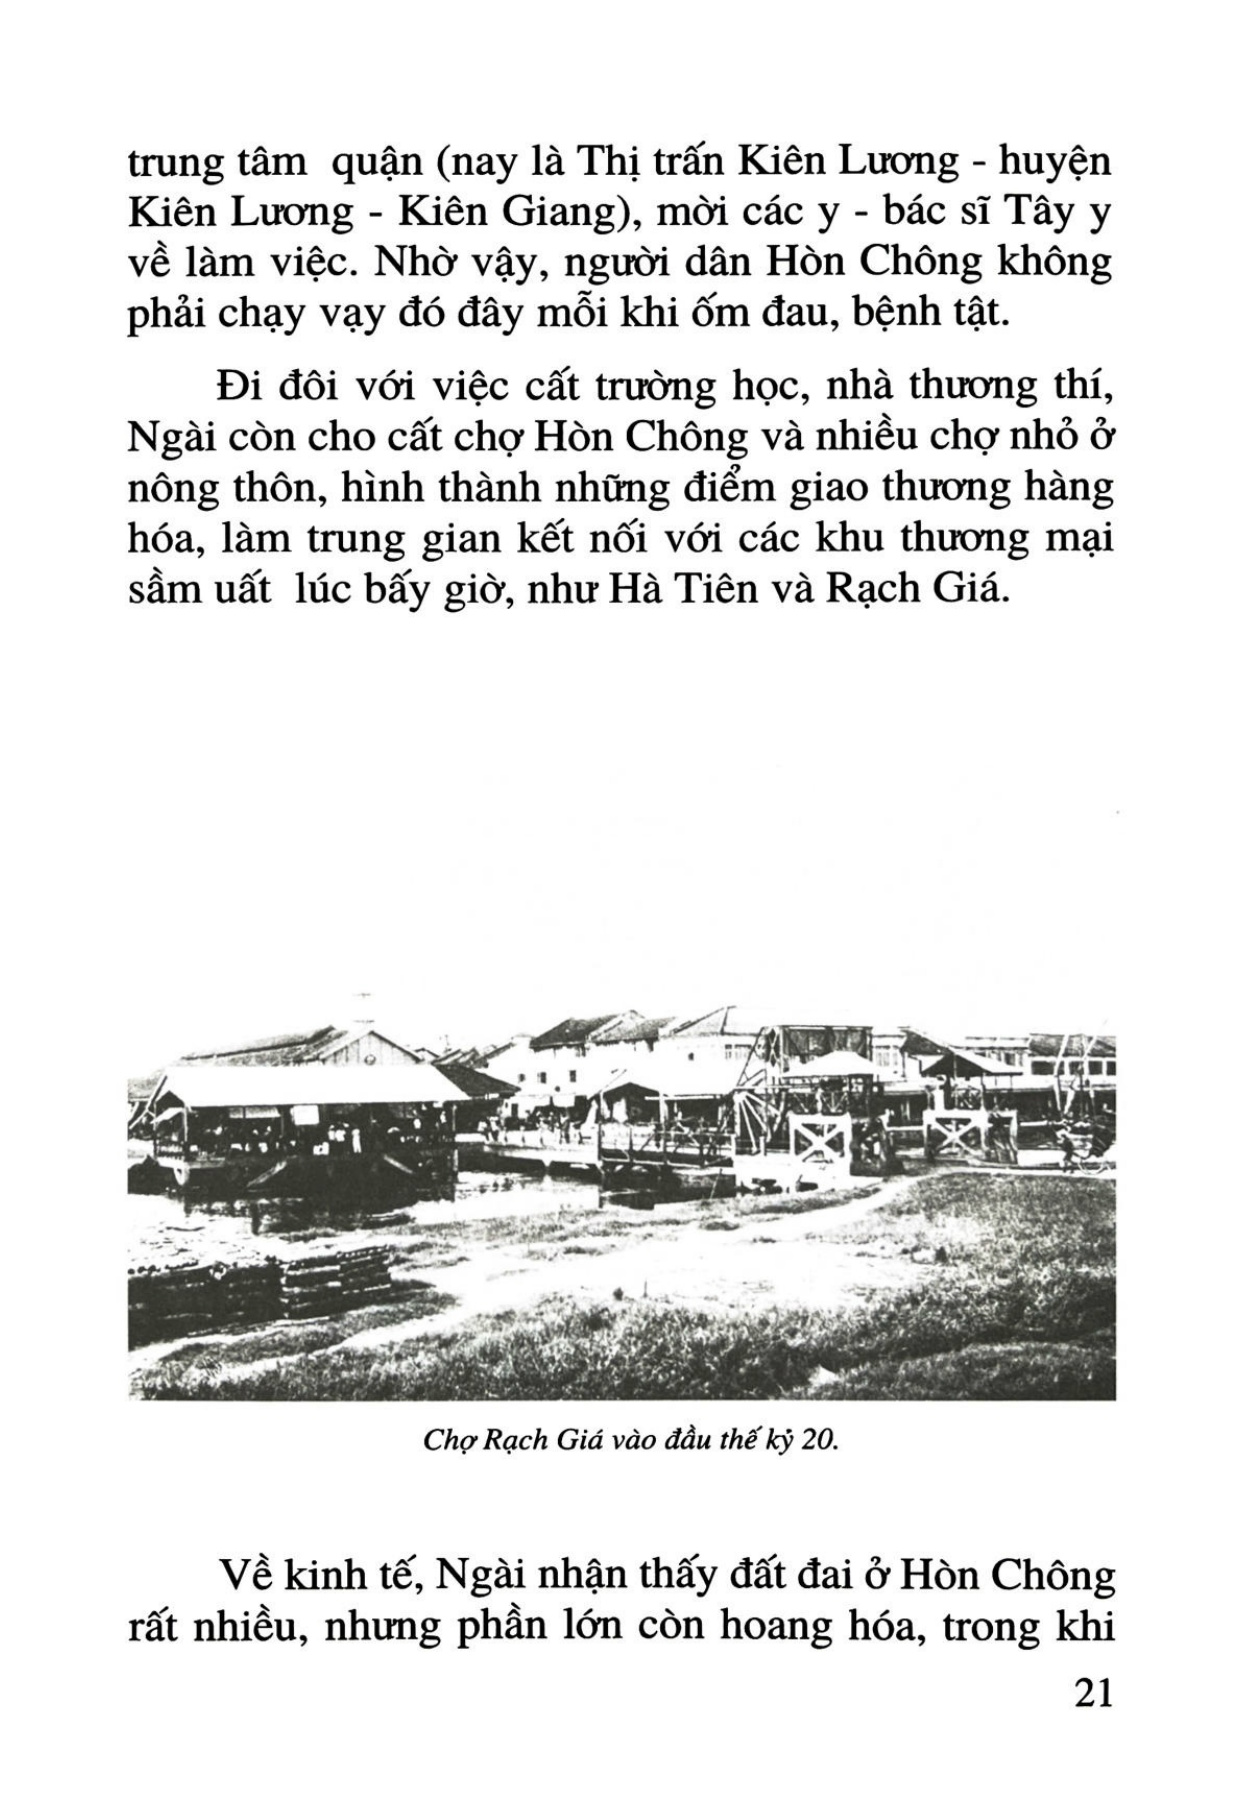 trung tâm quận (nay là Thị trấn Kiên Lương - huyện
Kiên Lương - Kiên Giang), mời các y - bác sĩ Tây y
về làm việc. Nhờ vậy, người dân Hòn Chông không
phải chạy vạy đó đây mỗi khi ốm đau, bệnh tật.
Đi đôi với việc cất trường học, nhà thương thí,
Ngài còn cho cất chợ Hòn Chông và nhiều chợ nhỏ ở
nông thôn, hình thành những điểm giao thương hàng
hóa, làm trung gian kết nối với các khu thương mại
sầm uất lúc bấy giờ, như Hà Tiên và Rạch Giá.
Chợ Rạch Giá vào đầu thế kỷ 20.
Về kinh tế, Ngài nhận thấy đất đai ở Hòn Chông
rất nhiều, nhưng phần lớn còn hoang hóa, trong khi
21